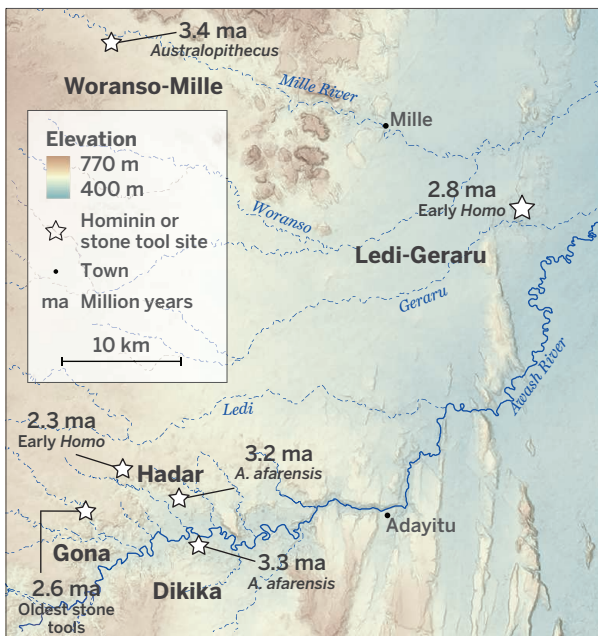 3.4 ma
Australopithecus
Woranso-Mille
Mille River
Mille
Elevation
770 m
400 m
Hominin or
stone tool site
Town
ma Million years
10 km
Woranso
2.8 ma
Early Homo
Ledi-Geraru
Geraru
Awash River
Ledi
2.3 ma
Early Homo
Hadar
3.2 ma
A. afarensis
Adayitu
Gona
2.6 ma
Oldest stone
tools
Dikika
3.3 ma
A. afarensis